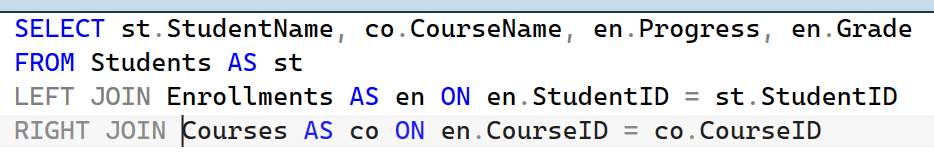 SELECT st.StudentName, co.CourseName, en.Progress, en.Grade
FROM Students AS st
LEFT JOIN Enrollments AS en ON en.StudentID = st.StudentID
RIGHT JOIN Courses AS co ON en.CourseID = co.CourseID